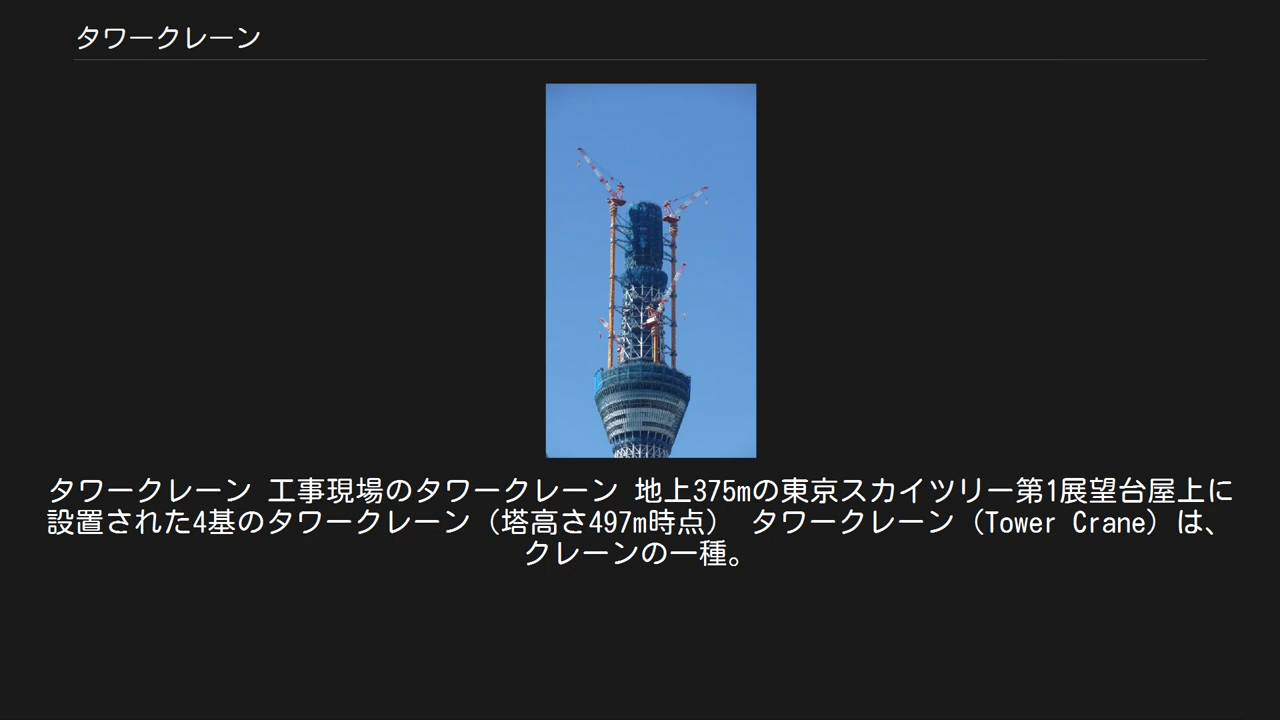 タワークレーン
タワークレーン 工事現場のタワークレーン 地上375mの東京スカイツリー第1展望台屋上に
設置された4基のタワークレーン（塔高さ497m時点） タワークレーン（Tower Crane）は、
クレーンの一種。